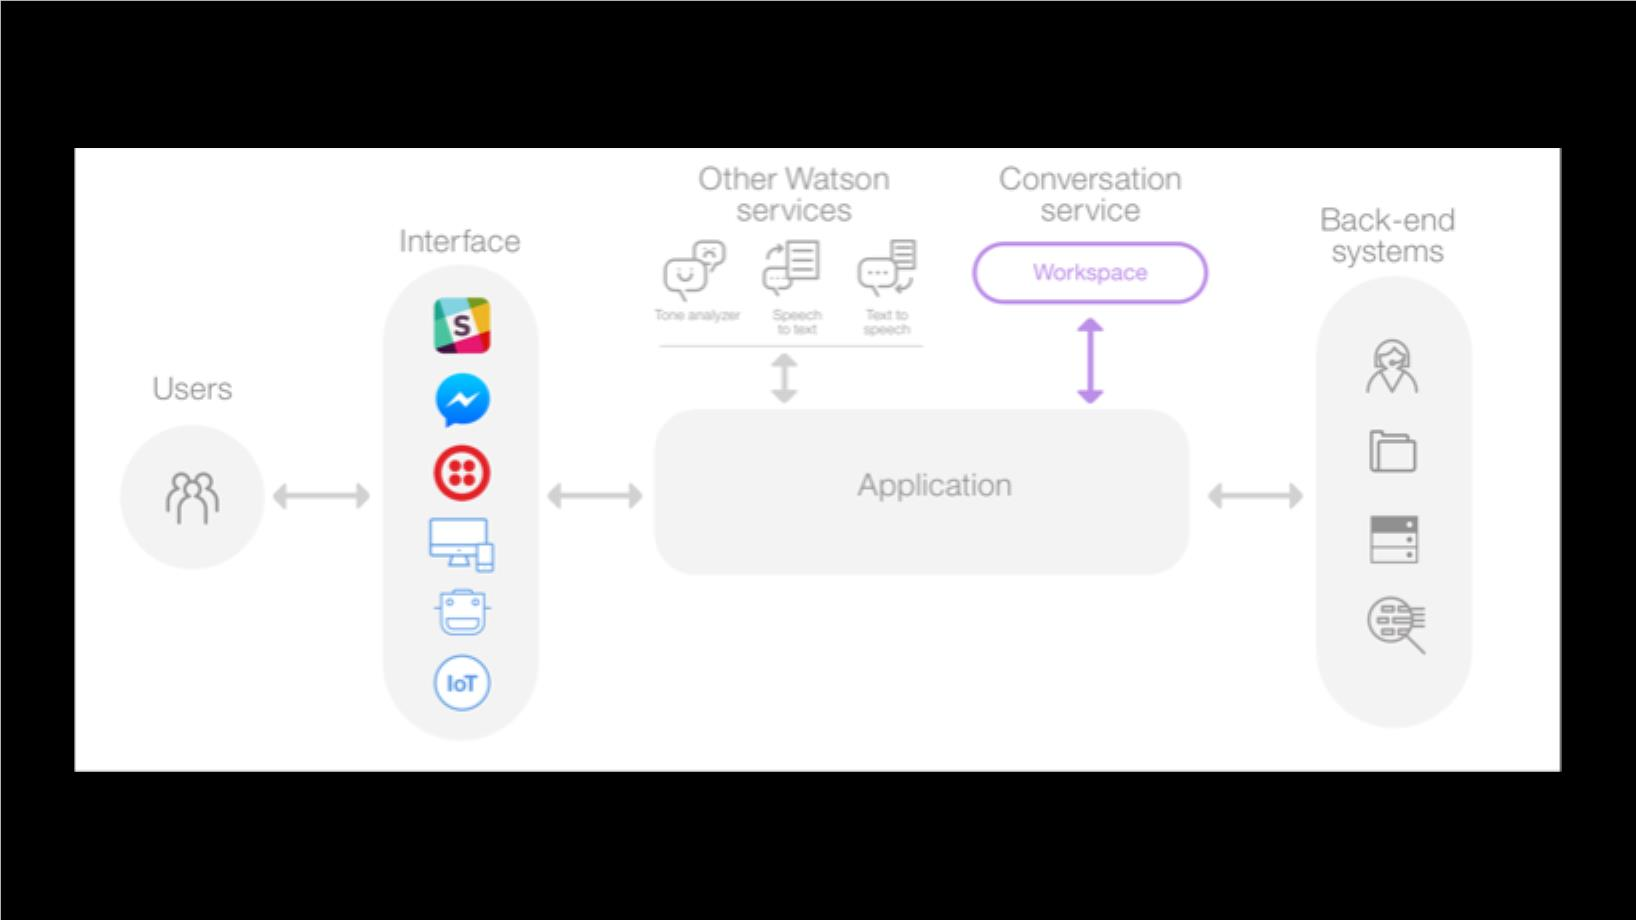 Other Watson
services
Conversation
service
Back-end
systems
Interface
Workspace
Tone analyzer
Speech
to text
Text to
speech
S
Users
Application
IoT